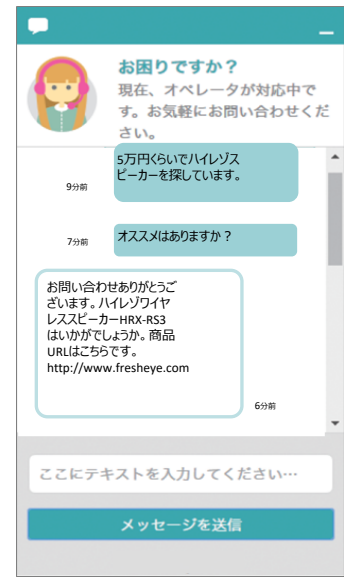 お困りですか？
現在、オペレータが対応中で
す。お気軽にお問い合わせくだ
さい。
5万円くらいでハイレゾス
ピーカーを探しています。
9分前
オススメはありますか？
7分前
お問い合わせありがとうご
ざいます。ハイレゾワイヤ
レススピーカーHRX-RS3
はいかがでしょうか。商品
URLはこちらです。
http://www.fresheye.com
6分前
ここにテキストを入力してください…
メッセージを送信